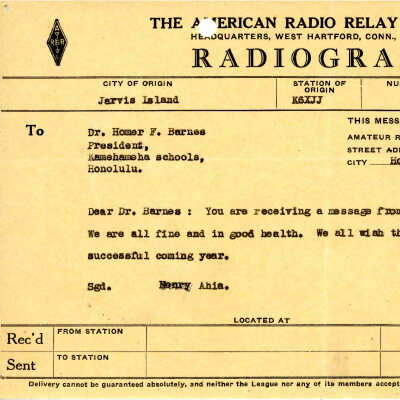 THE AMERICAN RADIO RELAY
HEADQUARTERS, WEST HARTFORD, CONN.,
RADIOGRA
CITY OF ORIGIN
STATION OF ORIGIN
NU
Jarvis Island
K6XJJ
THIS MESS
To
Dr. Homer F. Barnes
President,
Kamehameha schools,
Honolulu.
AMATEUR R
STREET AD
CITY Ho
Dear Dr. Barnes : You are receiving a message from
We are all fine and in good health. We all wish th
successful coming year.
Sgd. Henry Ahia.
LOCATED AT
Rec'd FROM STATION
Sent TO STATION
Delivery cannot be guaranteed absolutely, and neither the League nor any of its members accept